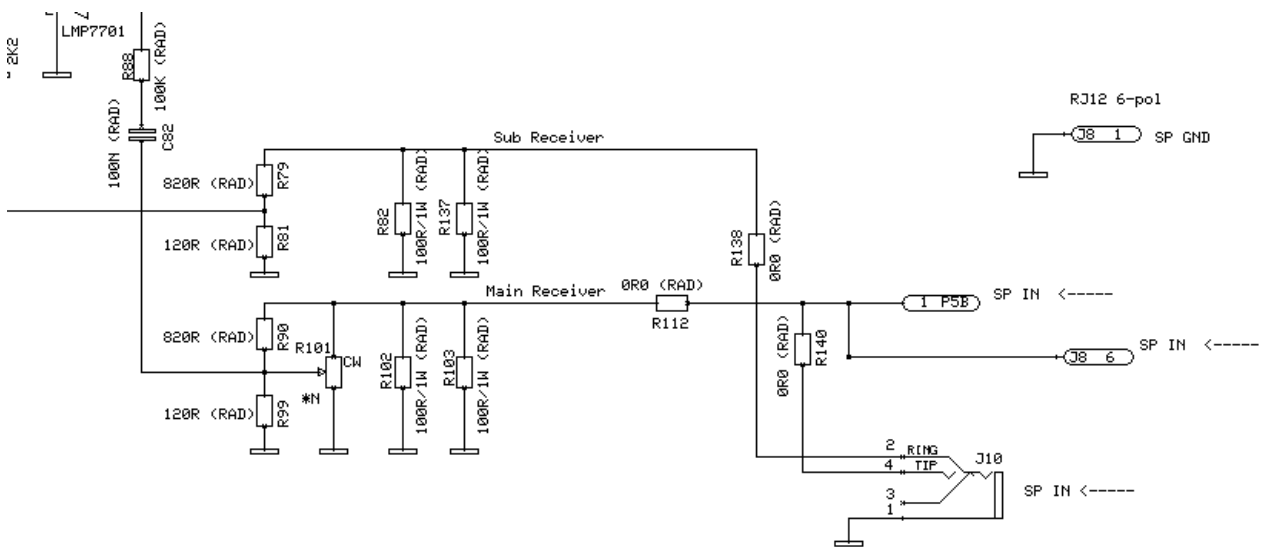 LMP7701
2K2
R88
100K (RAD)
100N (RAD)
C82
RJ12 6-pol
J8 1
SP GND
Sub Receiver
820R (RAD)
R79
R82
100R/1W (RAD)
R137
100R/1W (RAD)
120R (RAD)
R81
R138
0R0 (RAD)
Main Receiver
0R0 (RAD)
R112
1 P5B
SP IN <-----
820R (RAD)
R90
R101
CW
*N
R102
100R/1W (RAD)
R103
100R/1W (RAD)
0R0 (RAD)
R140
J8 6
SP IN <-----
120R (RAD)
R99
2
RING
4
TIP
J10
3
1
SP IN <-----